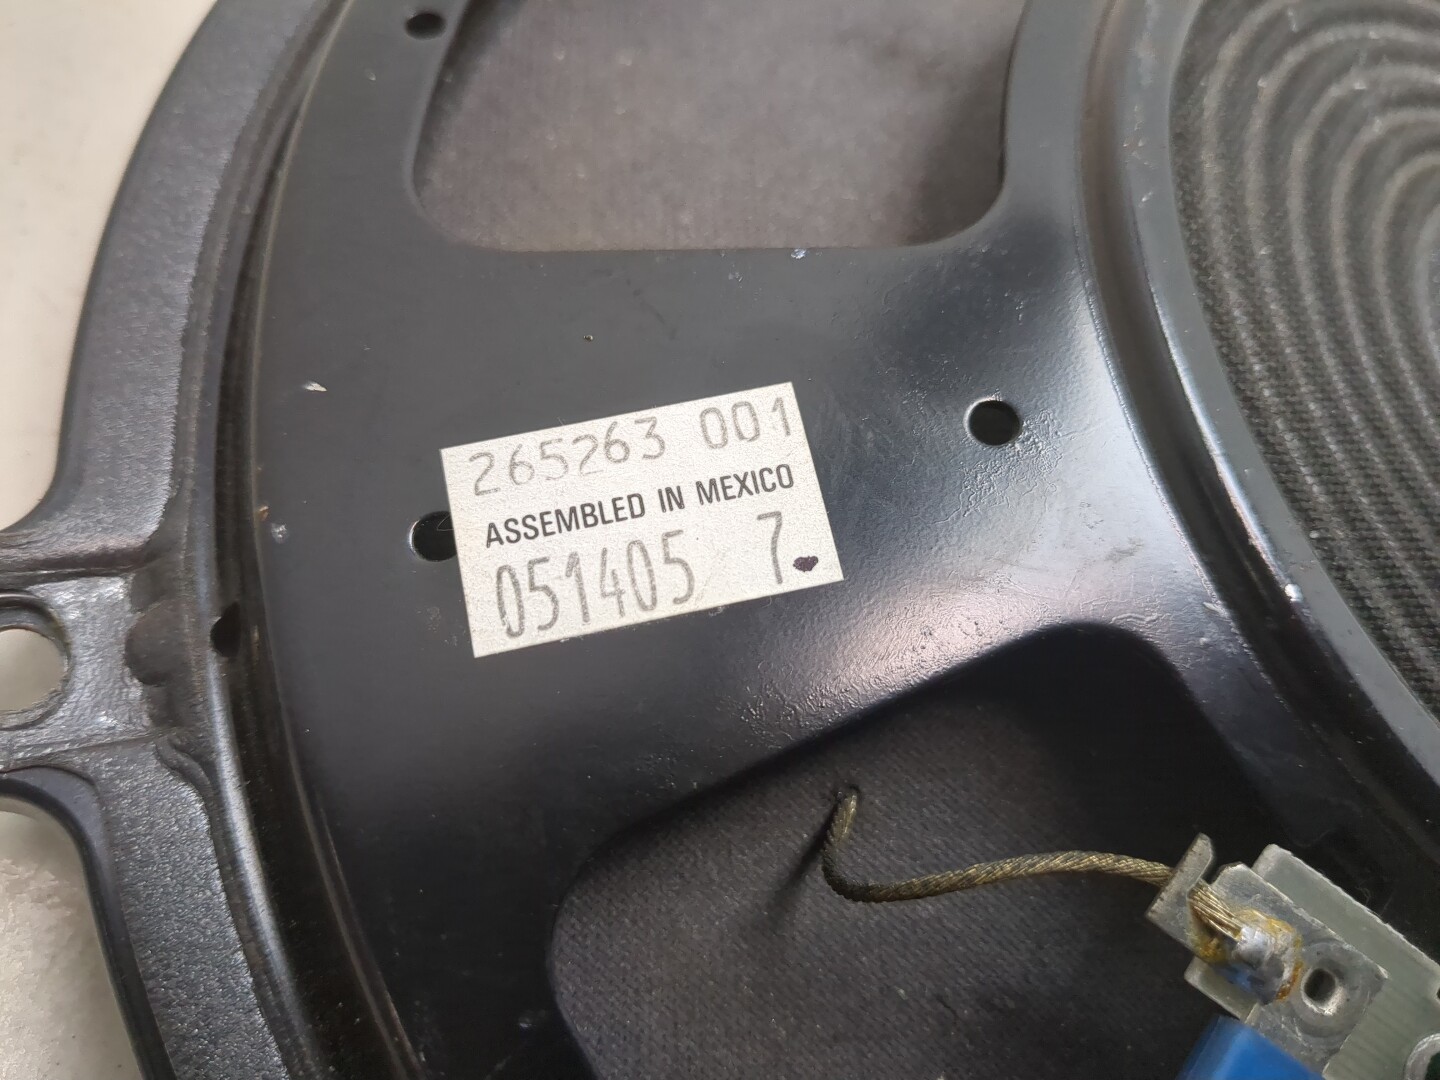 265263 001
ASSEMBLED IN MEXICO
051405 7.